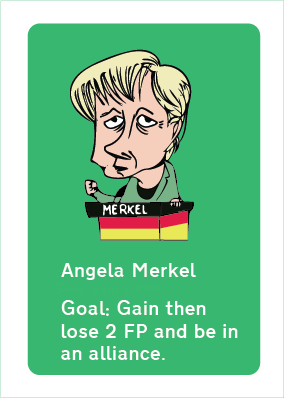 MERKEL
Angela Merkel
Goal: Gain then
lose 2 FP and be in
an alliance.